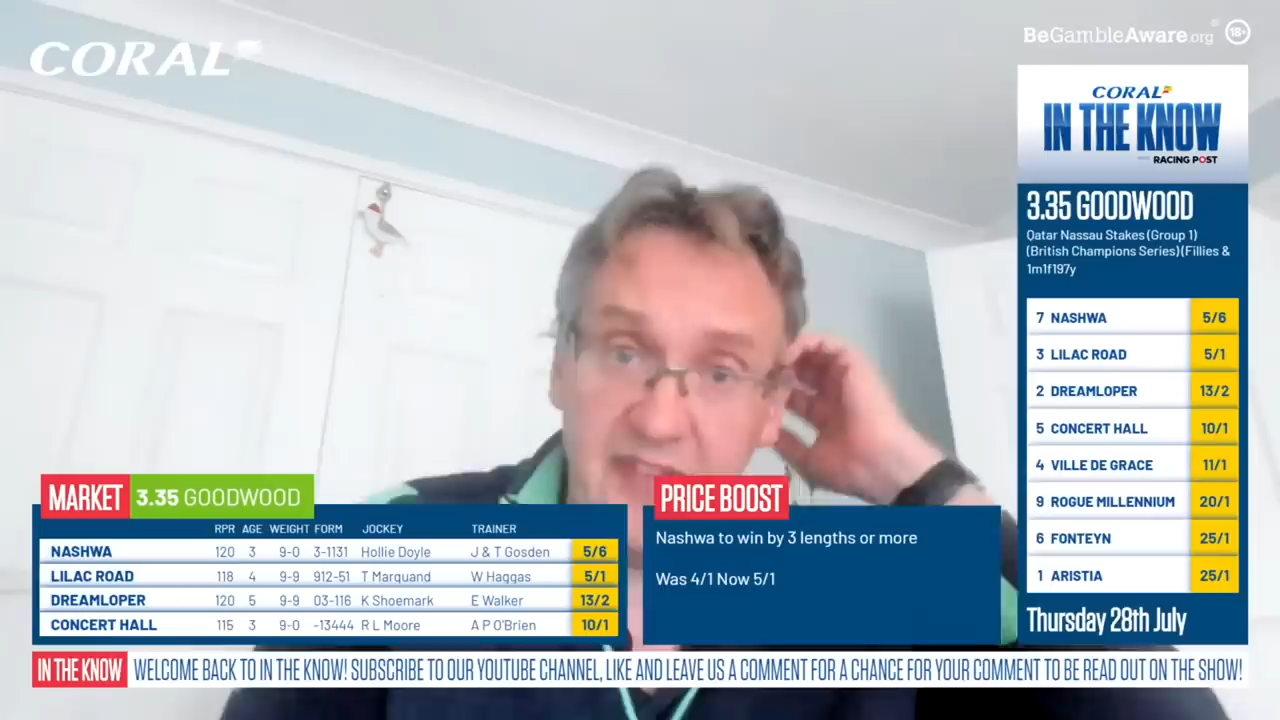 CORAL
BeGambleAware.org 18+
CORAL
IN THE KNOW
RACING POST
3.35 GOODWOOD
Qatar Nassau Stakes (Group 1)
(British Champions Series) (Fillies &
1m1f197y
7 NASHWA 5/6
3 LILAC ROAD 5/1
2 DREAMLOPER 13/2
5 CONCERT HALL 10/1
4 VILLE DE GRACE 11/1
9 ROGUE MILLENNIUM 20/1
6 FONTEYN 25/1
1 ARISTIA 25/1
Thursday 28th July
MARKET 3.35 GOODWOOD
RPR AGE WEIGHT FORM JOCKEY TRAINER
NASHWA 120 3 9-0 3-1131 Hollie Doyle J & T Gosden 5/6
LILAC ROAD 118 4 9-9 912-51 T Marquand W Haggas 5/1
DREAMLOPER 120 5 9-9 03-116 K Shoemark E Walker 13/2
CONCERT HALL 115 3 9-0 -13444 R L Moore A P O'Brien 10/1
PRICE BOOST
Nashwa to win by 3 lengths or more
Was 4/1 Now 5/1
IN THE KNOW WELCOME BACK TO IN THE KNOW! SUBSCRIBE TO OUR YOUTUBE CHANNEL, LIKE AND LEAVE US A COMMENT FOR A CHANCE FOR YOUR COMMENT TO BE READ OUT ON THE SHOW!